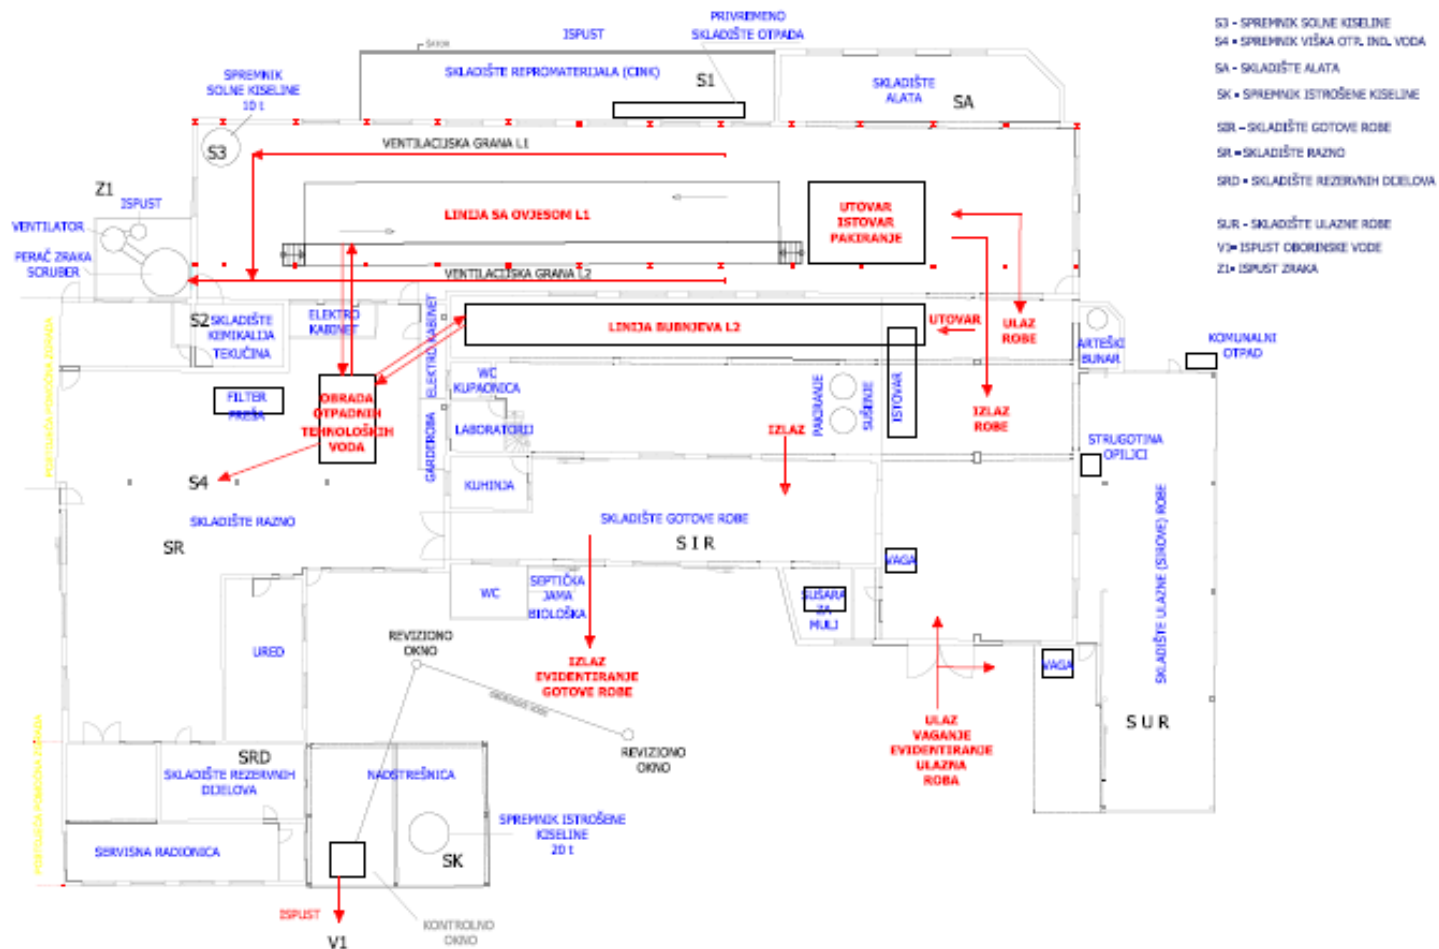 PRIVREMENO
SKLADIŠTE OTPADA
ISPUST
SKLADIŠTE REPROMATERIJALA (CINK)
S1
SKLADIŠTE
ALATA
SA
SPREMNIK
SOLNE KISELINE
10 t
S3
VENTILACIJSKA GRANA L1
Z1
ISPUST
VENTILATOR
PERAČ ZRAKA
SCRUBER
LINIJA SA OVJESOM L1
UTOVAR
ISTOVAR
PAKIRANJE
VENTILACIJSKA GRANA L2
S2
SKLADIŠTE
KEMIKALIJA
TEKUĆINA
ELEKTRO
KABINET
ELEKTRO KABINET
LINIJA BUBNJEVA L2
UTOVAR
ULAZ
ROBE
ARTEŠKI
BUNAR
KOMUNALNI
OTPAD
FILTER
PREŠA
OBRADA
OTPADNIH
TEHNOLOŠKIH
VODA
WC
KUPAONICA
GARDEROBA
LABORATORIJ
PAKIRANJE
SUŠENJE
ISTOVAR
IZLAZ
IZLAZ
ROBE
STRUGOTINA
OPILJCI
S4
KUHINJA
SKLADIŠTE RAZNO
SR
SKLADIŠTE GOTOVE ROBE
S I R
VAGA
SKLADIŠTE ULAZNE (SIROVE) ROBE
WC
SEPTIČKA
JAMA
BIOLOŠKA
SUŠARA
ZA
MULJ
URED
REVIZIONO
OKNO
IZLAZ
EVIDENTIRANJE
GOTOVE ROBE
VAGA
S U R
ULAZ
VAGANJE
EVIDENTIRANJE
ULAZNA
ROBA
REVIZIONO
OKNO
SRD
SKLADIŠTE REZERVNIH
DIJELOVA
NADSTREŠNICA
SPREMNIK ISTROŠENE
KISELINE
20 t
SERVISNA RADIONICA
SK
ISPUST
V1
KONTROLNO
OKNO
S3 - SPREMNIK SOLNE KISELINE
S4 - SPREMNIK VIŠKA OTP. IND. VODA
SA - SKLADIŠTE ALATA
SK - SPREMNIK ISTROŠENE KISELINE
SIR - SKLADIŠTE GOTOVE ROBE
SR - SKLADIŠTE RAZNO
SRD - SKLADIŠTE REZERVNIH DIJELOVA
SUR - SKLADIŠTE ULAZNE ROBE
V1- ISPUST OBORINSKE VODE
Z1- ISPUST ZRAKA